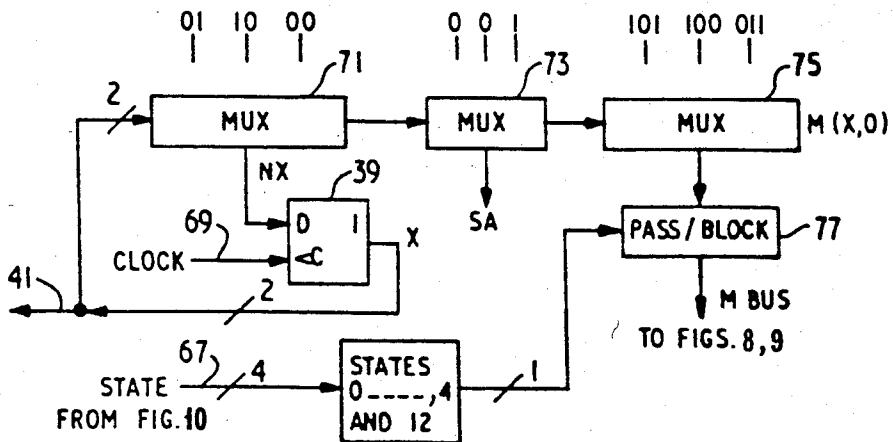 01 10 00 0 0 1 101 100 011
71 73 75
2 MUX MUX MUX M(X,0)
NX 39
D 1 X SA PASS/BLOCK 77
69
CLOCK <C
41 2 M BUS
TO FIGS. 8,9
67 STATES 1
STATE 4 0____,4
FROM FIG.10 AND 12